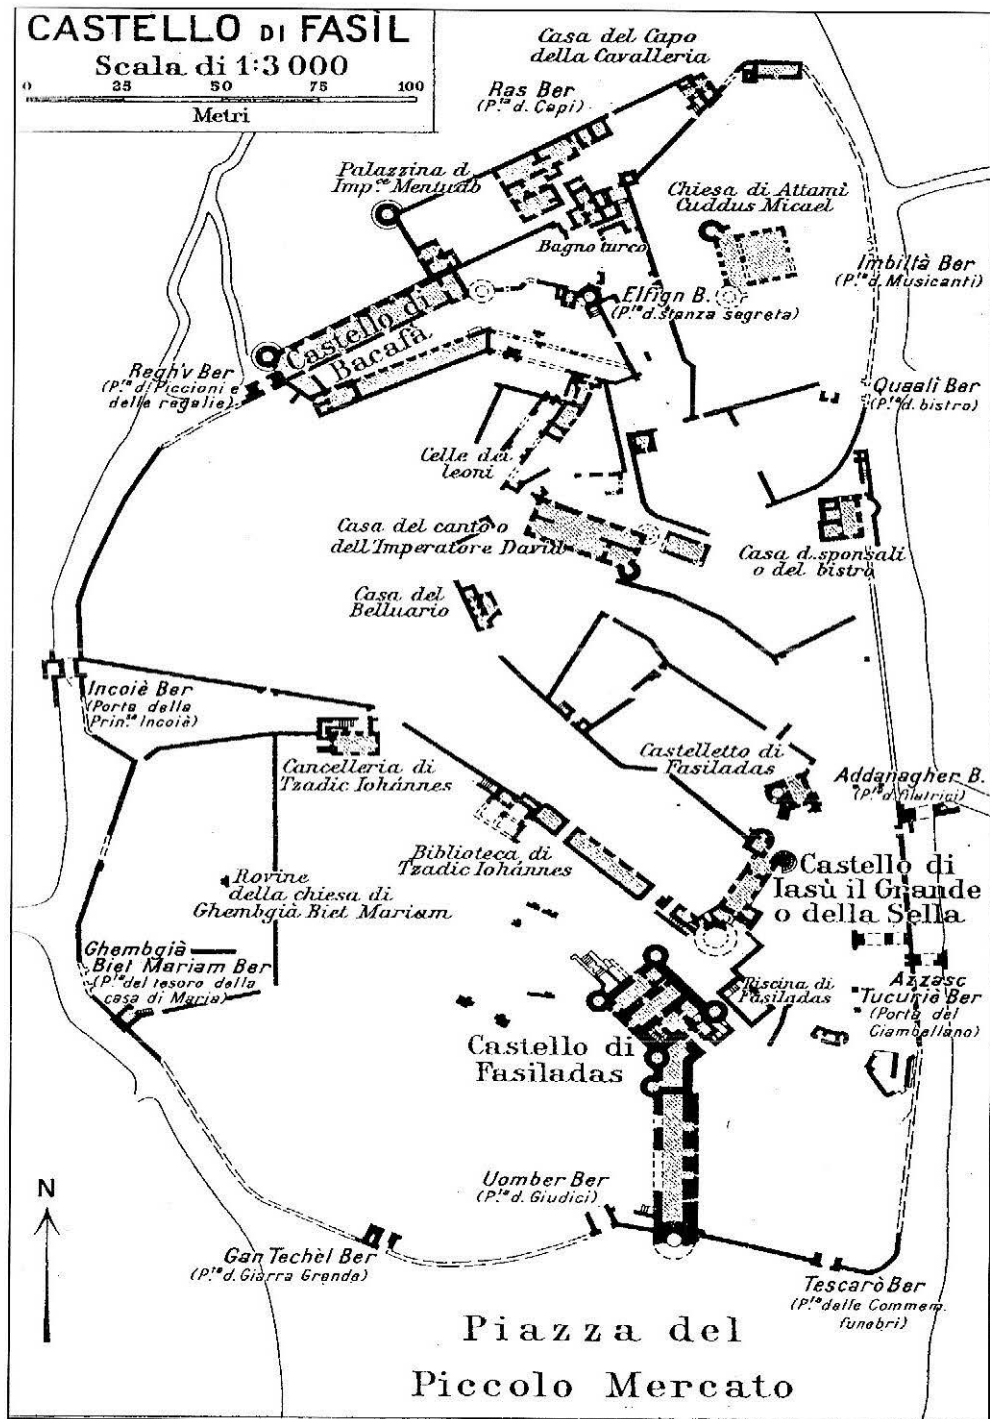 CASTELLO DI FASÌL
Scala di 1:3 000
0 25 50 75 100
Metri
Casa del Capo
della Cavalleria
Ras Ber
(P.ta d. Capi)
Palazzina d.
Imp.ce Mentuab
Chiesa di Attami
Cuddus Micael
Bagno turco
Imbiltà Ber
(P.ta d. Musicanti)
Elfign B.
(P.ta d. stanza segreta)
Castello di
Bacafà
Regh'v Ber
(P.ta d. Piccioni e
delle regalie)
Quaalì Ber
(P.ta d. bistro)
Celle dei
leoni
Casa del canto o
dell'Imperatore David
Casa d. sponsali
o del bistro
Casa del
Belluario
Incoiè Ber
(Porta della
Prin.sa Incoiè)
Cancelleria di
Tzadic Iohánnes
Castelletto di
Fasiladas
Addanagher B.
(P.ta d. filatrici)
Biblioteca di
Tzadic Iohánnes
Castello di
Iasù il Grande
o della Sella
Rovine
della chiesa di
Ghembgià Biet Mariam
Ghembgià
Biet Mariam Ber
(P.ta del tesoro della
casa di Maria)
Piscina di
Fasiladas
Azzasc
Tucuriè Ber
(Porta del
Ciambellano)
Castello di
Fasiladas
N
Uomber Ber
(P.ta d. Giudici)
Gan Techèl Ber
(P.ta d. Giarra Grande)
Tescarò Ber
(P.ta delle Commem.
funebri)
Piazza del
Piccolo Mercato